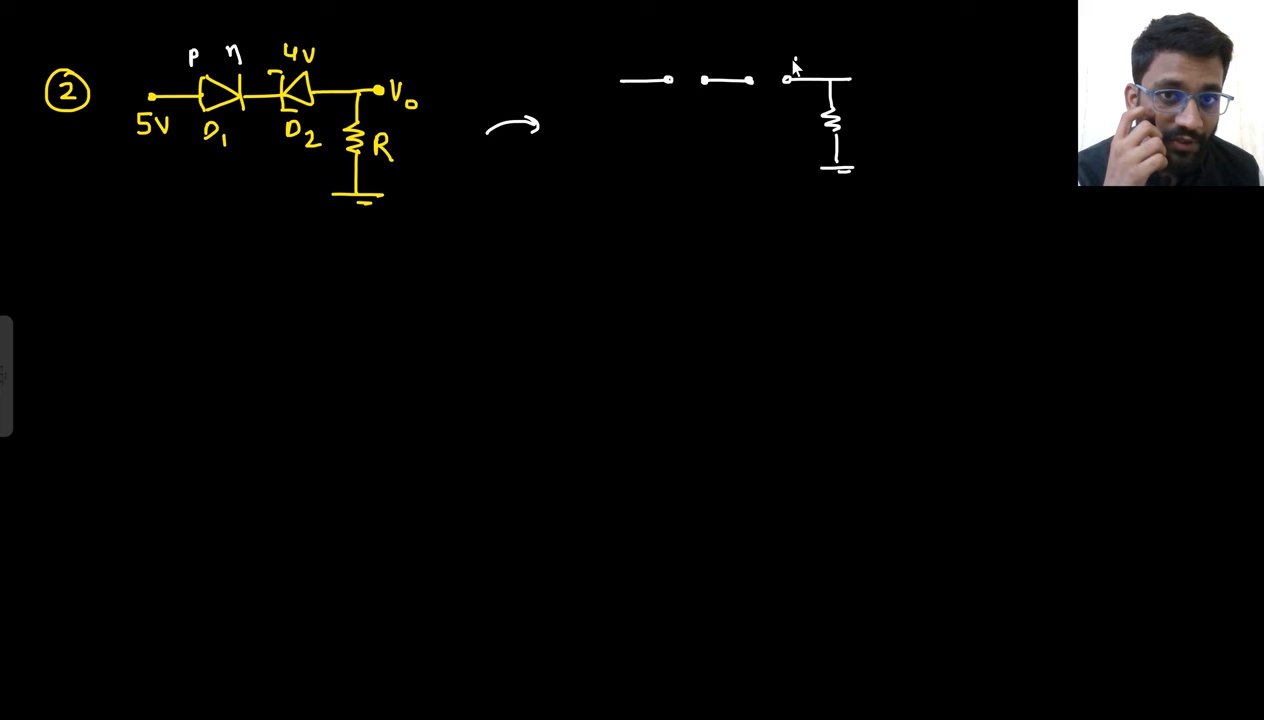 ② p n 4V
5V D₁ D₂ R V₀